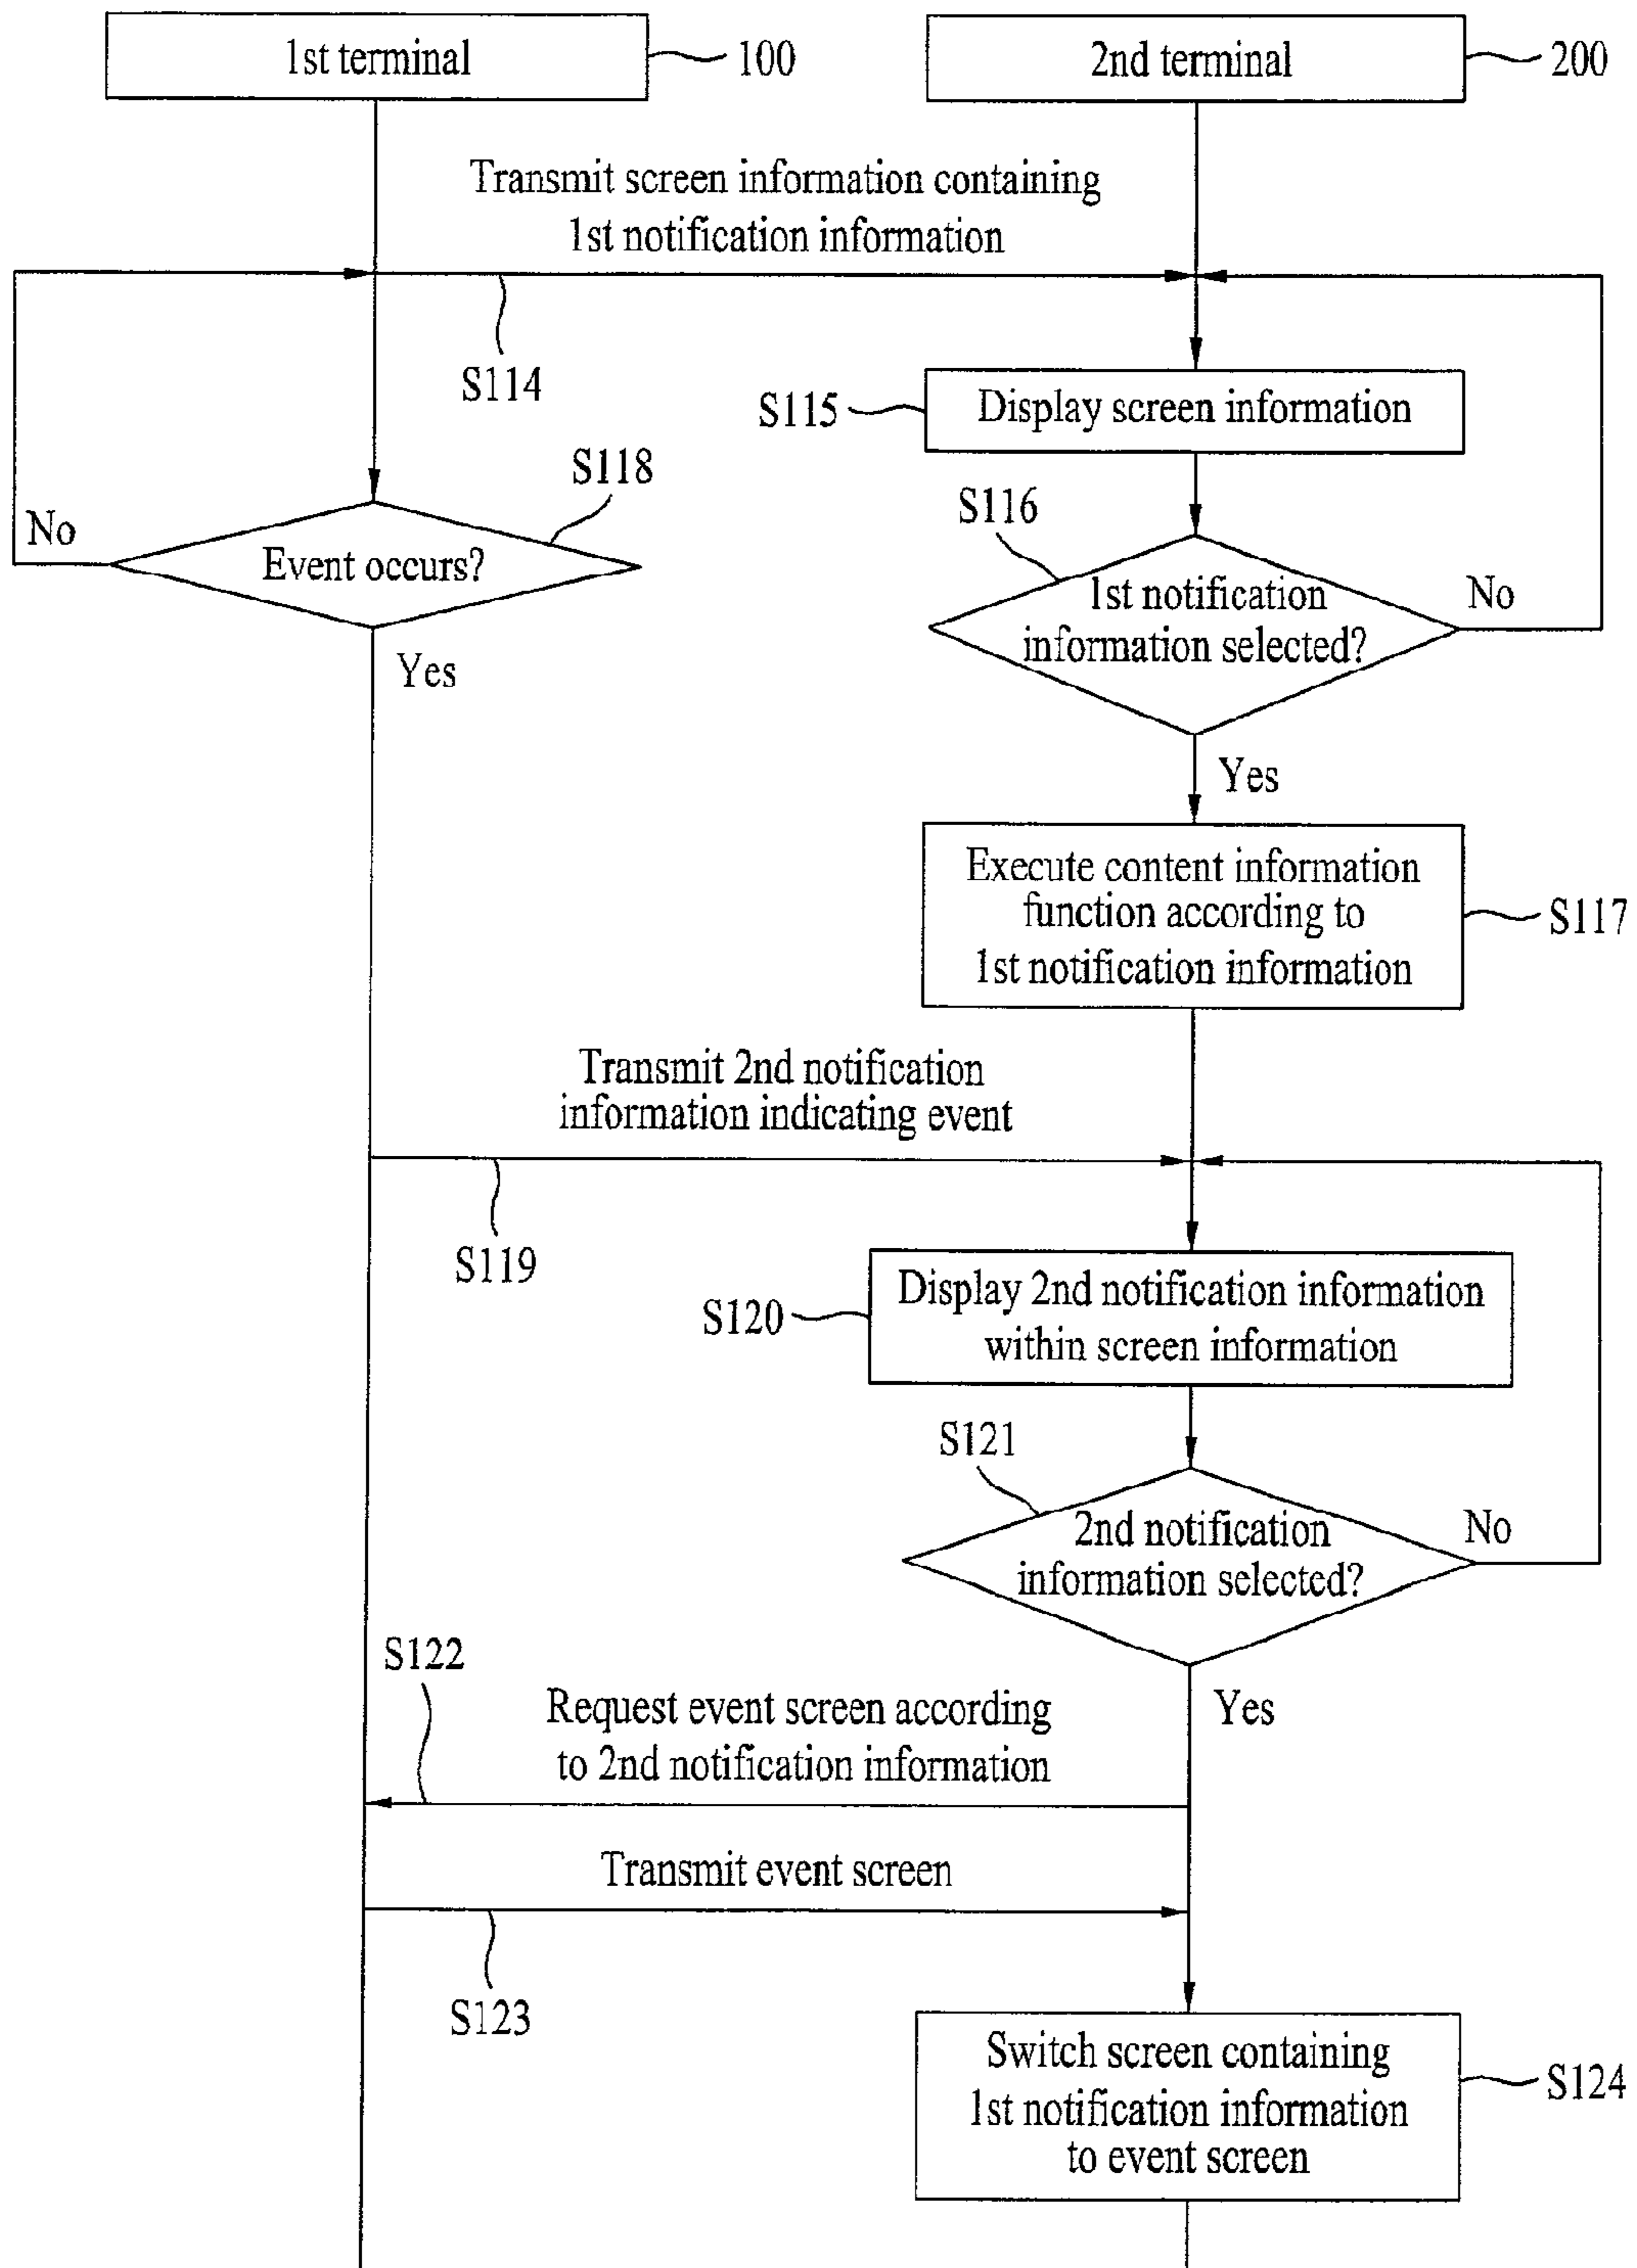 1st terminal
100
2nd terminal
200
Transmit screen information containing
1st notification information
S114
S115
Display screen information
S118
No
Event occurs?
Yes
S116
1st notification
information selected?
No
Yes
Execute content information
function according to
1st notification information
S117
Transmit 2nd notification
information indicating event
S119
S120
Display 2nd notification information
within screen information
S121
2nd notification
information selected?
No
Yes
S122
Request event screen according
to 2nd notification information
Transmit event screen
S123
Switch screen containing
1st notification information
to event screen
S124